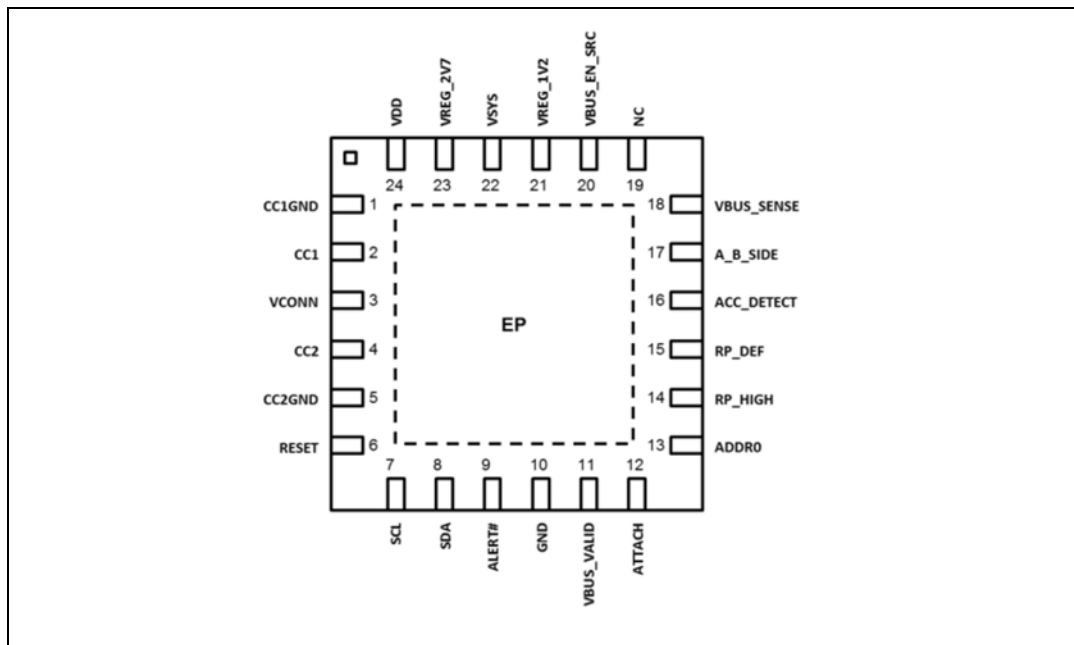 VDD
VREG_2V7
VSYS
VREG_1V2
VBUS_EN_SRC
NC
24
23
22
21
20
19
CC1GND 1
18 VBUS_SENSE
CC1 2
17 A_B_SIDE
VCONN 3
16 ACC_DETECT
EP
CC2 4
15 RP_DEF
CC2GND 5
14 RP_HIGH
RESET 6
13 ADDR0
7
8
9
10
11
12
SCL
SDA
ALERT#
GND
VBUS_VALID
ATTACH